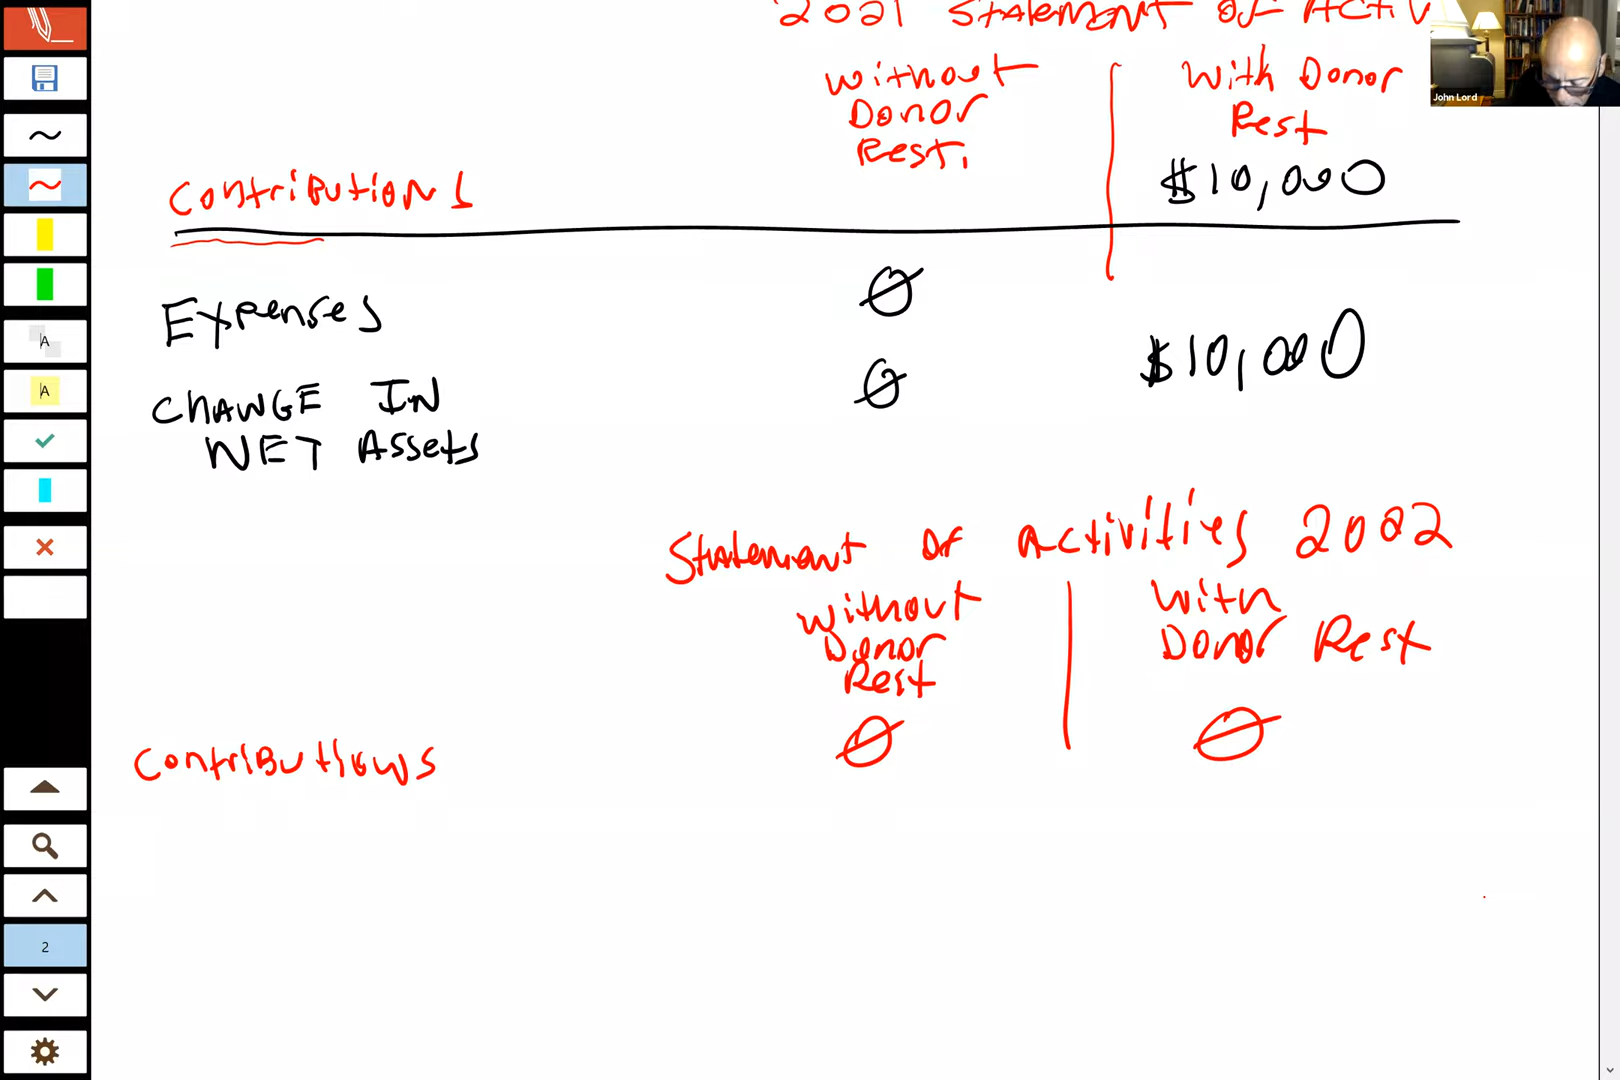 2021 Statement of Activ
Without
Donor
Rest.
With Donor
Rest
John Lord
Contributions
$10,000
Expenses
Ø
$10,000
CHANGE IN
NET Assets
Ø
Statement of Activities 2022
Without
Donor
Rest
With
Donor Rest
Contributions
Ø
Ø
A
A
2